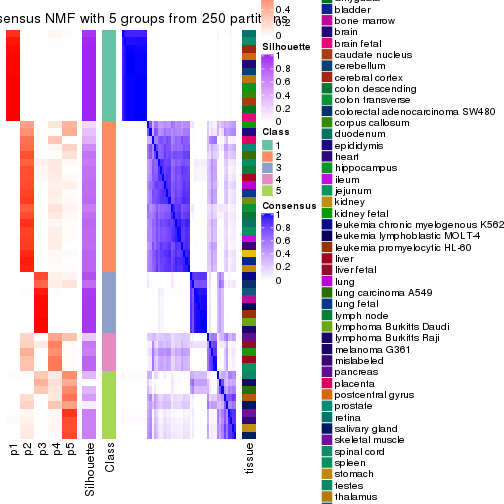 sensus NMF with 5 groups from 250 partitions
p1
p2
p3
p4
p5
Silhouette
Class
tissue
0.4
0.2
0
Silhouette
1
0.8
0.6
0.4
0.2
0
Class
1
2
3
4
5
Consensus
1
0.8
0.6
0.4
0.2
0
bladder
bone marrow
brain
brain fetal
caudate nucleus
cerebellum
cerebral cortex
colon descending
colon transverse
colorectal adenocarcinoma SW480
corpus callosum
duodenum
epididymis
heart
hippocampus
ileum
jejunum
kidney
kidney fetal
leukemia chronic myelogenous K562
leukemia lymphoblastic MOLT-4
leukemia promyelocytic HL-60
liver
liver fetal
lung
lung carcinoma A549
lung fetal
lymph node
lymphoma Burkitts Daudi
lymphoma Burkitts Raji
melanoma G361
mislabeled
pancreas
placenta
postcentral gyrus
prostate
retina
salivary gland
skeletal muscle
spinal cord
spleen
stomach
testes
thalamus